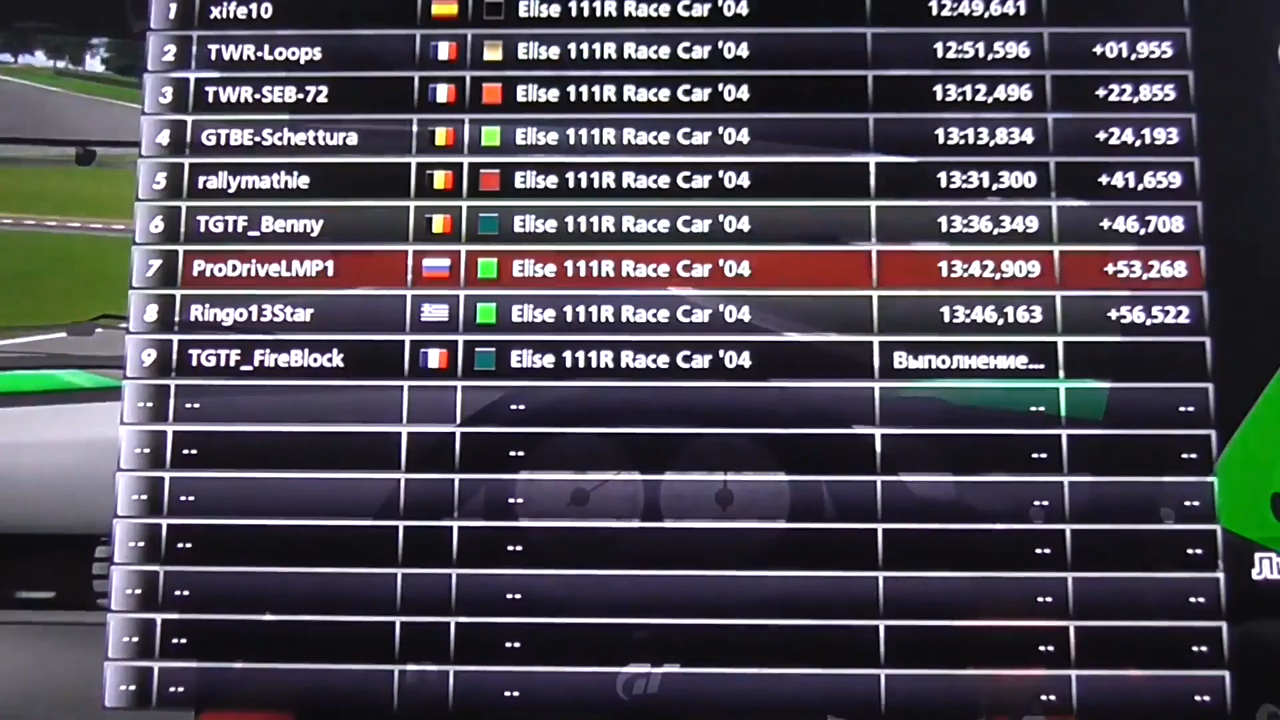 1 xife10 Elise 111R Race Car '04 12:49,641
2 TWR-Loops Elise 111R Race Car '04 12:51,596 +01,955
3 TWR-SEB-72 Elise 111R Race Car '04 13:12,496 +22,855
4 GTBE-Schettura Elise 111R Race Car '04 13:13,834 +24,193
5 rallymathie Elise 111R Race Car '04 13:31,300 +41,659
6 TGTF_Benny Elise 111R Race Car '04 13:36,349 +46,708
7 ProDriveLMP1 Elise 111R Race Car '04 13:42,909 +53,268
8 Ringo13Star Elise 111R Race Car '04 13:46,163 +56,522
9 TGTF_FireBlock Elise 111R Race Car '04 Выполнение...
-- -- -- -- --
-- -- -- -- --
-- -- -- -- --
-- -- -- -- --
-- -- -- -- --
-- -- -- -- --
-- -- -- -- --